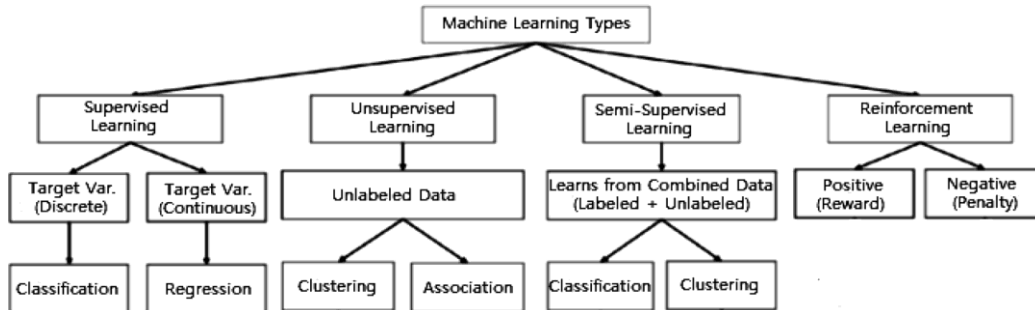 Machine Learning Types
Supervised
Learning
Unsupervised
Learning
Semi-Supervised
Learning
Reinforcement
Learning
Target Var.
(Discrete)
Target Var.
(Continuous)
Unlabeled Data
Learns from Combined Data
(Labeled + Unlabeled)
Positive
(Reward)
Negative
(Penalty)
Classification
Regression
Clustering
Association
Classification
Clustering